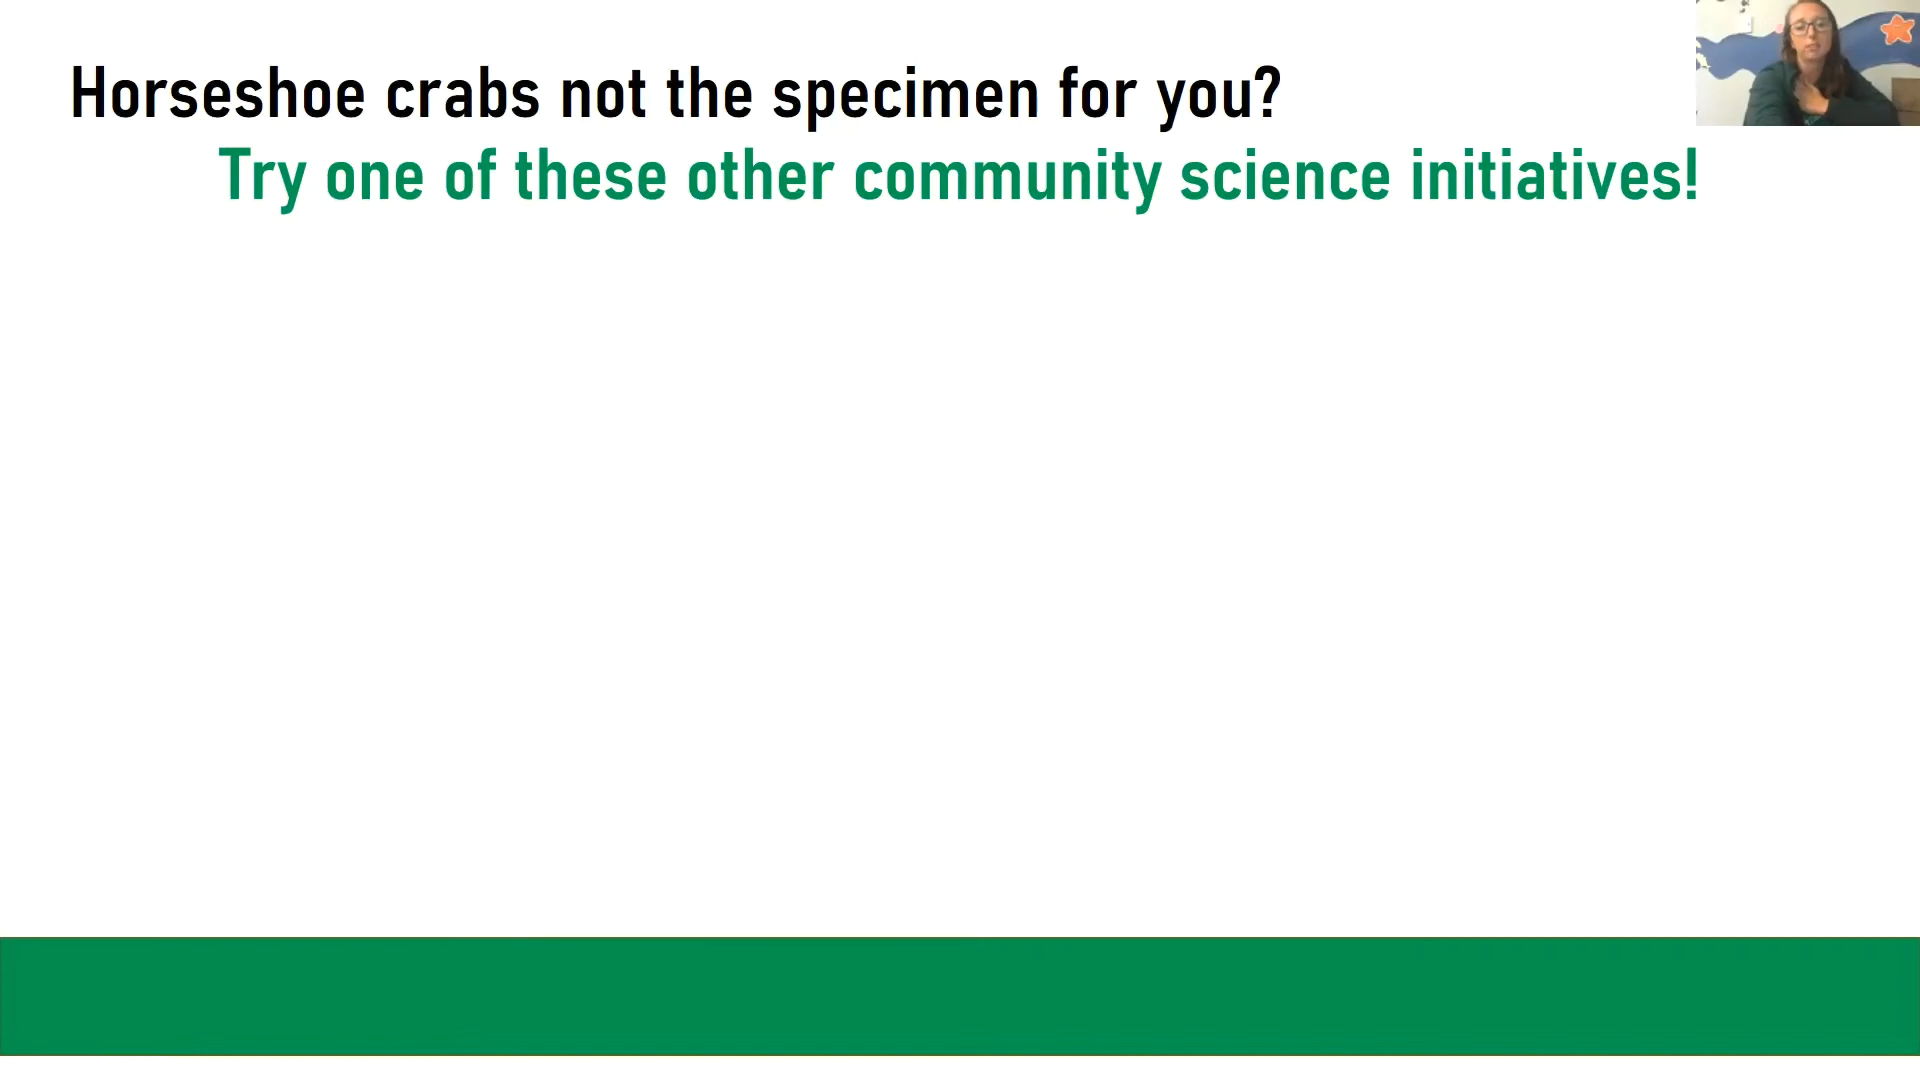 Horseshoe crabs not the specimen for you?
Try one of these other community science initiatives!